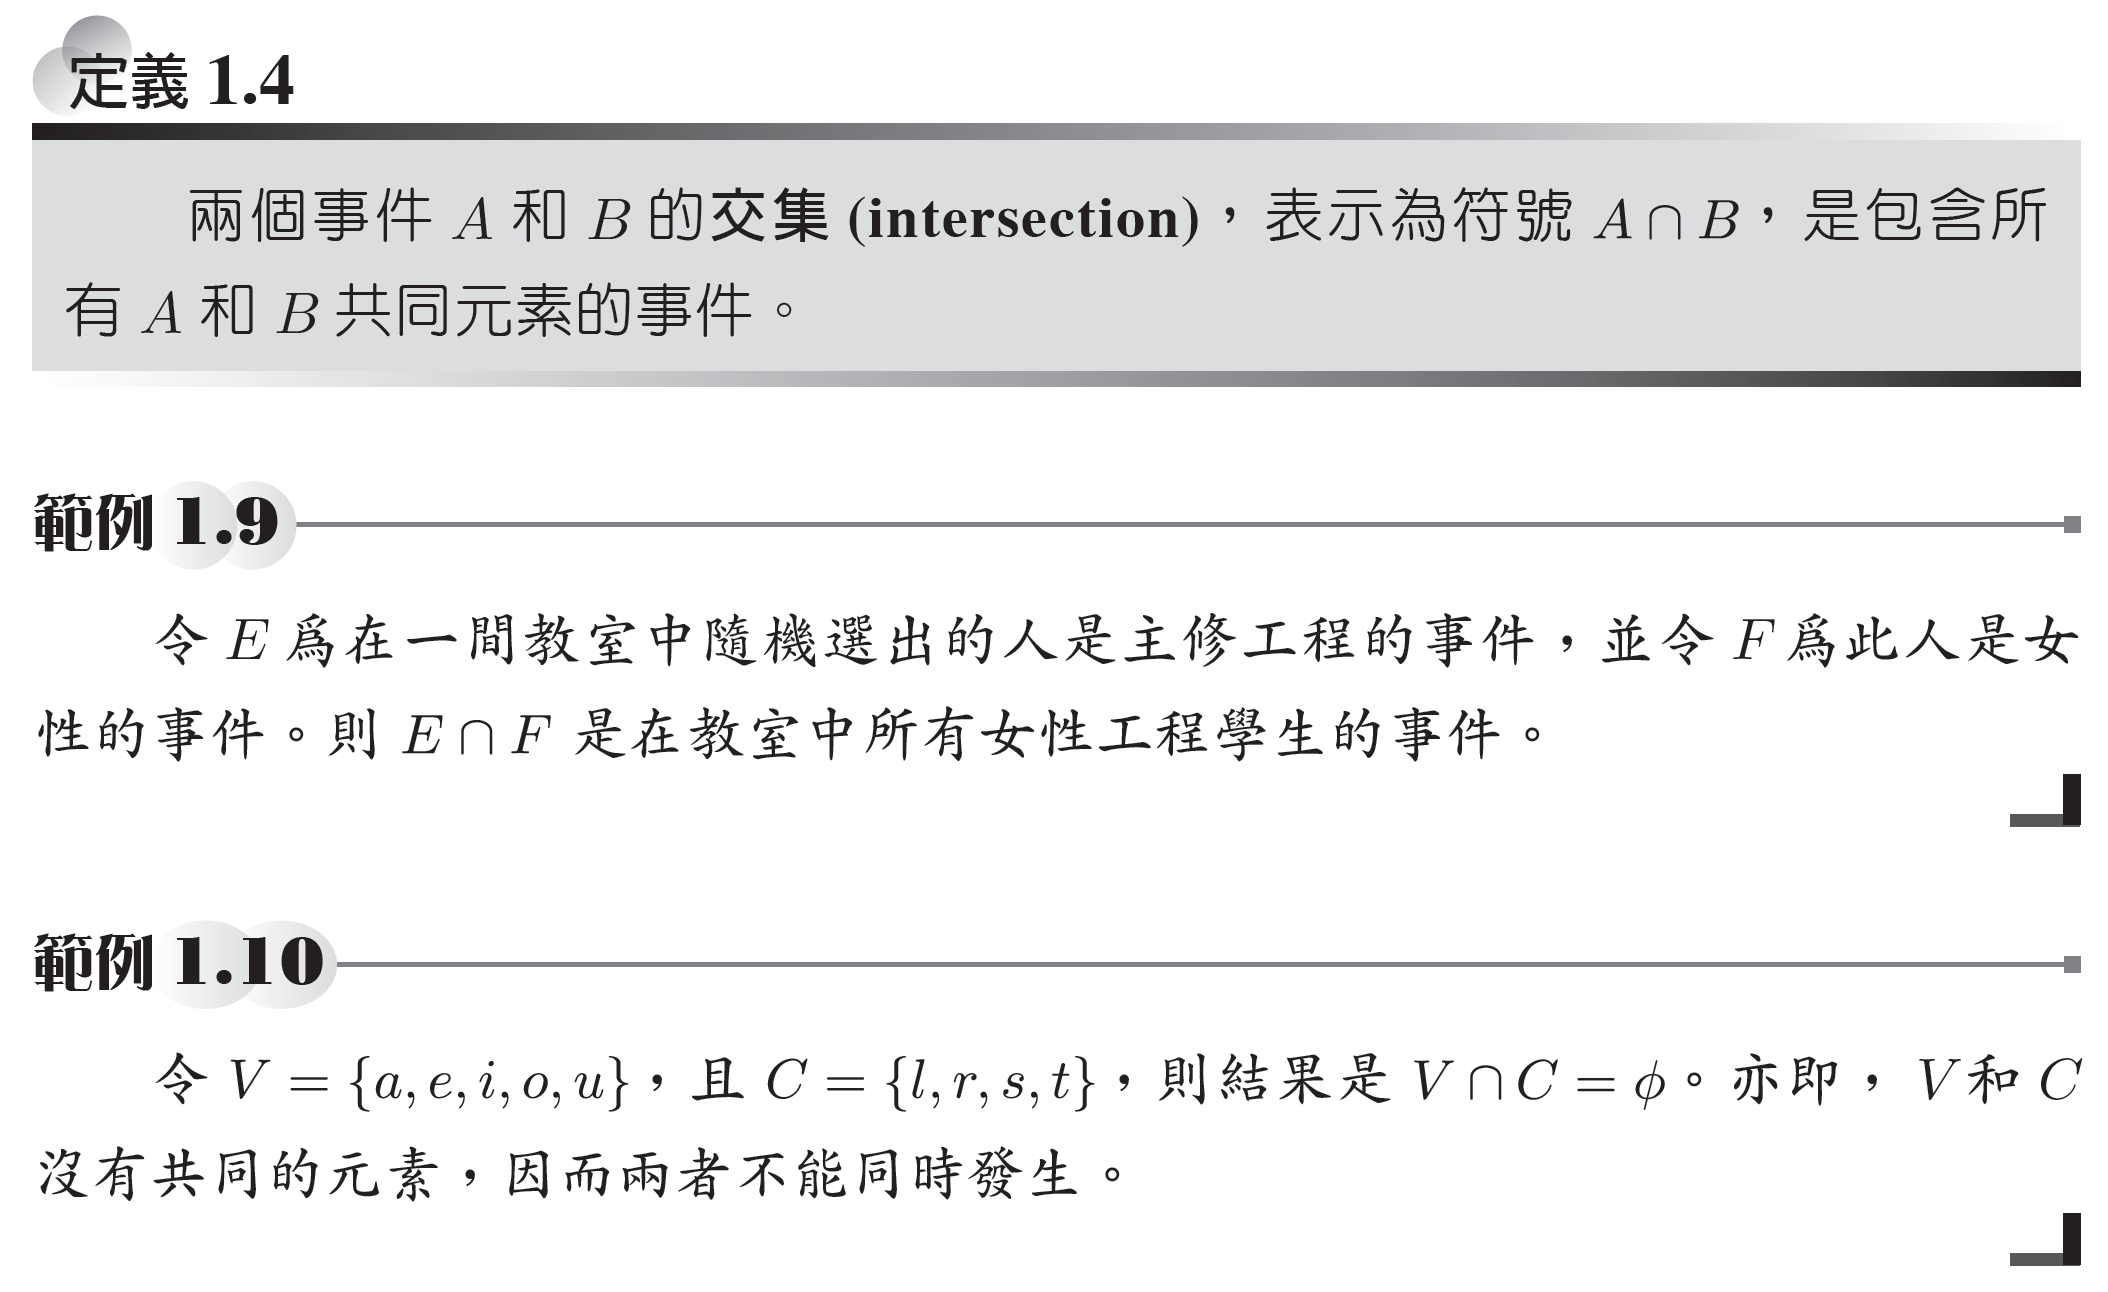 定義 1.4
兩個事件 A 和 B 的交集 (intersection)，表示為符號 A ∩ B，是包含所
有 A 和 B 共同元素的事件。
範例 1.9
令 E 爲在一間教室中隨機選出的人是主修工程的事件，並令 F 爲此人是女
性的事件。則 E ∩ F 是在教室中所有女性工程學生的事件。
範例 1.10
令 V = {a, e, i, o, u}，且 C = {l, r, s, t}，則結果是 V ∩ C = ϕ。亦即，V 和 C
沒有共同的元素，因而兩者不能同時發生。